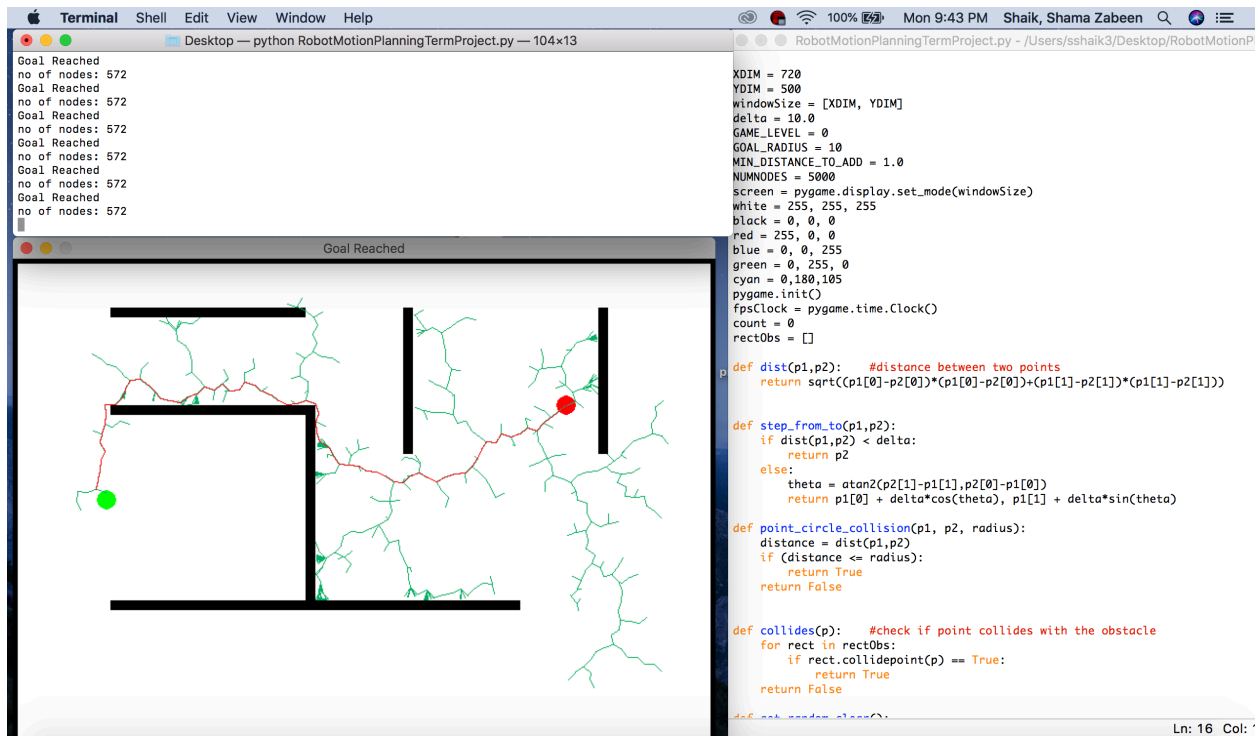 Terminal Shell Edit View Window Help 100% Mon 9:43 PM Shaik, Shama Zabeen
Desktop — python RobotMotionPlanningTermProject.py — 104×13
Goal Reached
no of nodes: 572
Goal Reached
no of nodes: 572
Goal Reached
no of nodes: 572
Goal Reached
no of nodes: 572
Goal Reached
no of nodes: 572
Goal Reached
no of nodes: 572
Goal Reached
RobotMotionPlanningTermProject.py - /Users/sshaik3/Desktop/RobotMotionPl
XDIM = 720
YDIM = 500
windowSize = [XDIM, YDIM]
delta = 10.0
GAME_LEVEL = 0
GOAL_RADIUS = 10
MIN_DISTANCE_TO_ADD = 1.0
NUMNODES = 5000
screen = pygame.display.set_mode(windowSize)
white = 255, 255, 255
black = 0, 0, 0
red = 255, 0, 0
blue = 0, 0, 255
green = 0, 255, 0
cyan = 0,180,105
pygame.init()
fpsClock = pygame.time.Clock()
count = 0
rectObs = []
def dist(p1,p2):    #distance between two points
    return sqrt((p1[0]-p2[0])*(p1[0]-p2[0])+(p1[1]-p2[1])*(p1[1]-p2[1]))
def step_from_to(p1,p2):
    if dist(p1,p2) < delta:
        return p2
    else:
        theta = atan2(p2[1]-p1[1],p2[0]-p1[0])
        return p1[0] + delta*cos(theta), p1[1] + delta*sin(theta)
def point_circle_collision(p1, p2, radius):
    distance = dist(p1,p2)
    if (distance <= radius):
        return True
    return False
def collides(p):    #check if point collides with the obstacle
    for rect in rectObs:
        if rect.collidepoint(p) == True:
            return True
    return False
Ln: 16 Col: